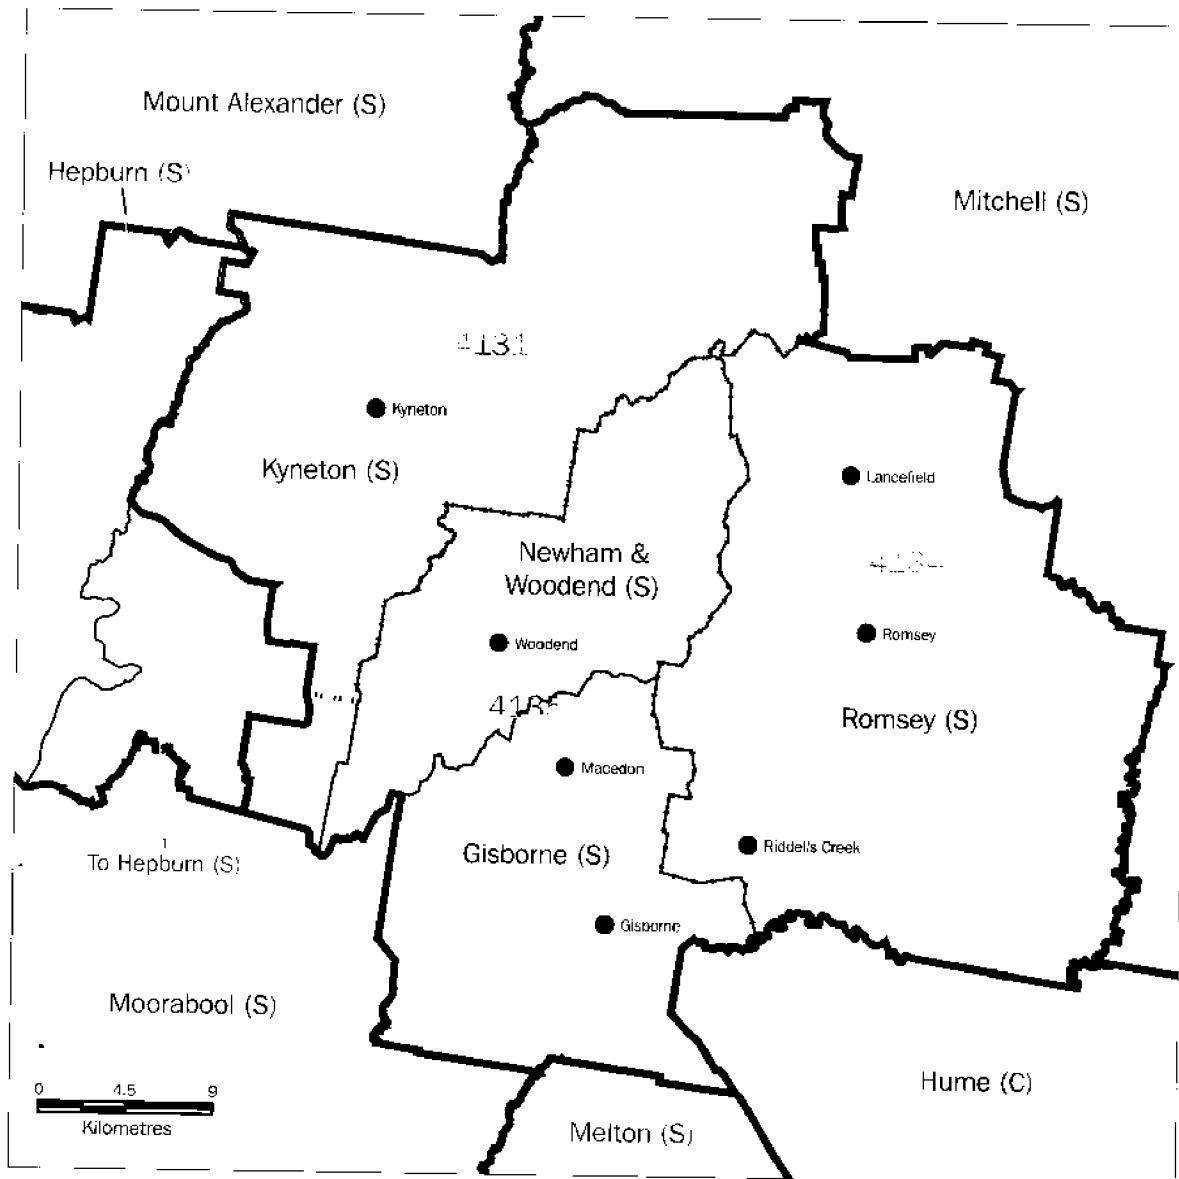 Mount Alexander (S)
Hepburn (S)
Mitchell (S)
4131
Kyneton
Kyneton (S)
Lancefield
Newham &
Woodend (S)
Romsey
Woodend
Romsey (S)
Macedon
Riddell's Creek
To Hepburn (S)
Gisborne (S)
Gisborne
Moorabool (S)
Hume (C)
0 4.5 9
Kilometres
Melton (S)